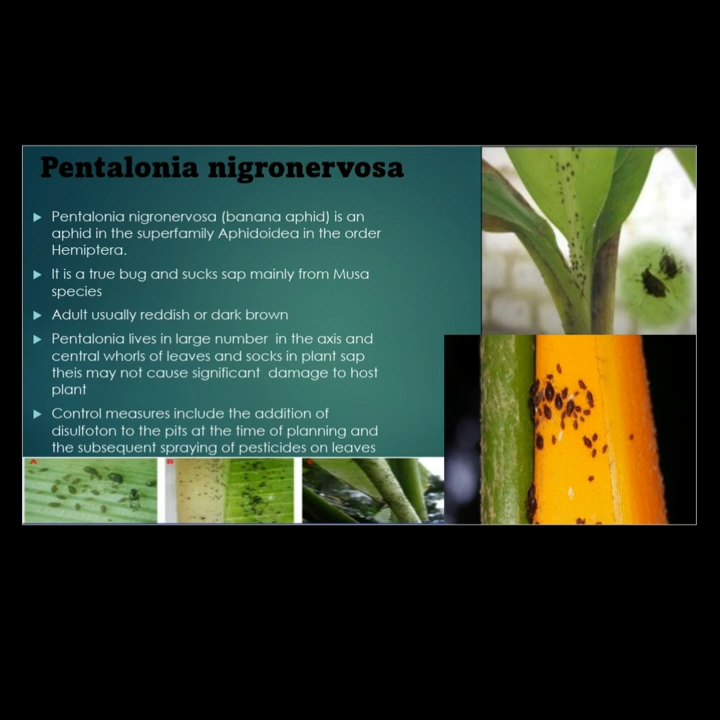 Pentalonia nigronervosa
Pentalonia nigronervosa (banana aphid) is an
aphid in the superfamily Aphidoidea in the order
Hemiptera.
It is a true bug and sucks sap mainly from Musa
species
Adult usually reddish or dark brown
Pentalonia lives in large number in the axis and
central whorls of leaves and socks in plant sap
theis may not cause significant damage to host
plant
Control measures include the addition of
disulfoton to the pits at the time of planning and
the subsequent spraying of pesticides on leaves
A
B